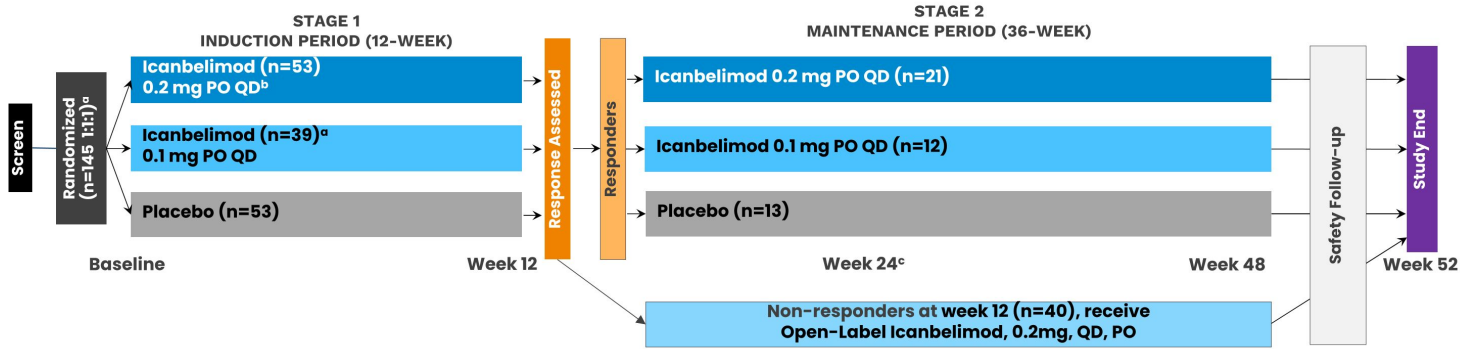 STAGE 1
INDUCTION PERIOD (12-WEEK)
STAGE 2
MAINTENANCE PERIOD (36-WEEK)
Screen
Randomized
(n=145 1:1:1)ᵃ
Icanbelimod (n=53)
0.2 mg PO QDᵇ
Icanbelimod (n=39)ᵃ
0.1 mg PO QD
Placebo (n=53)
Response Assessed
Responders
Icanbelimod 0.2 mg PO QD (n=21)
Icanbelimod 0.1 mg PO QD (n=12)
Placebo (n=13)
Safety Follow-up
Study End
Baseline
Week 12
Week 24ᶜ
Week 48
Week 52
Non-responders at week 12 (n=40), receive
Open-Label Icanbelimod, 0.2mg, QD, PO